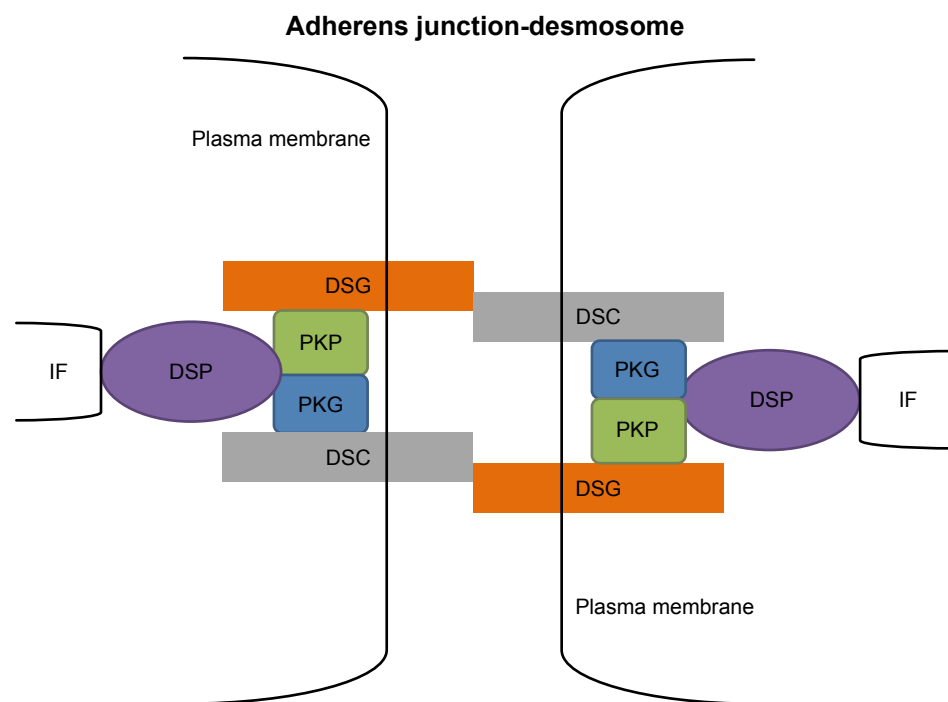 Adherens junction-desmosome
Plasma membrane
DSG
DSC
PKP
PKG
IF
DSP
PKG
PKP
DSP
IF
DSC
DSG
Plasma membrane